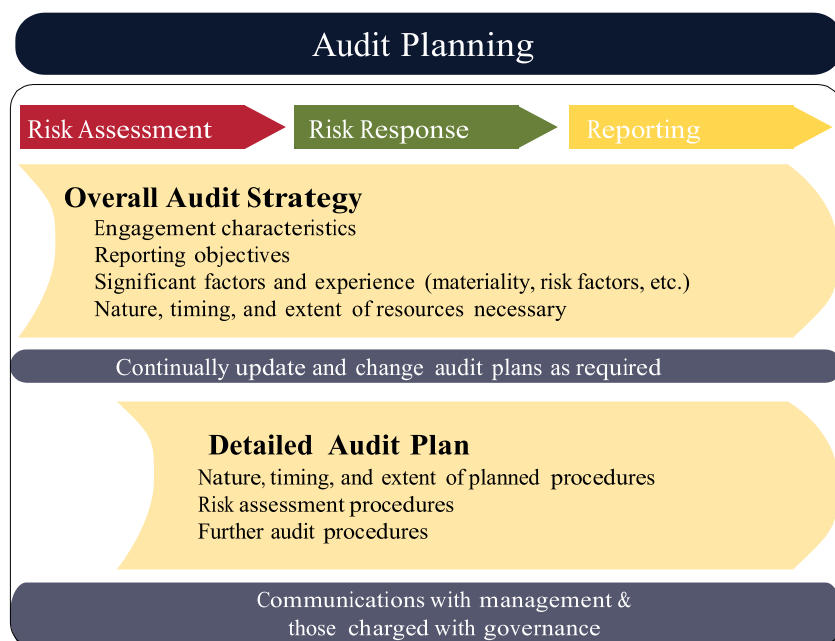 Audit Planning
Risk Assessment
Risk Response
Reporting
Overall Audit Strategy
Engagement characteristics
Reporting objectives
Significant factors and experience (materiality, risk factors, etc.)
Nature, timing, and extent of resources necessary
Continually update and change audit plans as required
Detailed Audit Plan
Nature, timing, and extent of planned procedures
Risk assessment procedures
Further audit procedures
Communications with management &
those charged with governance